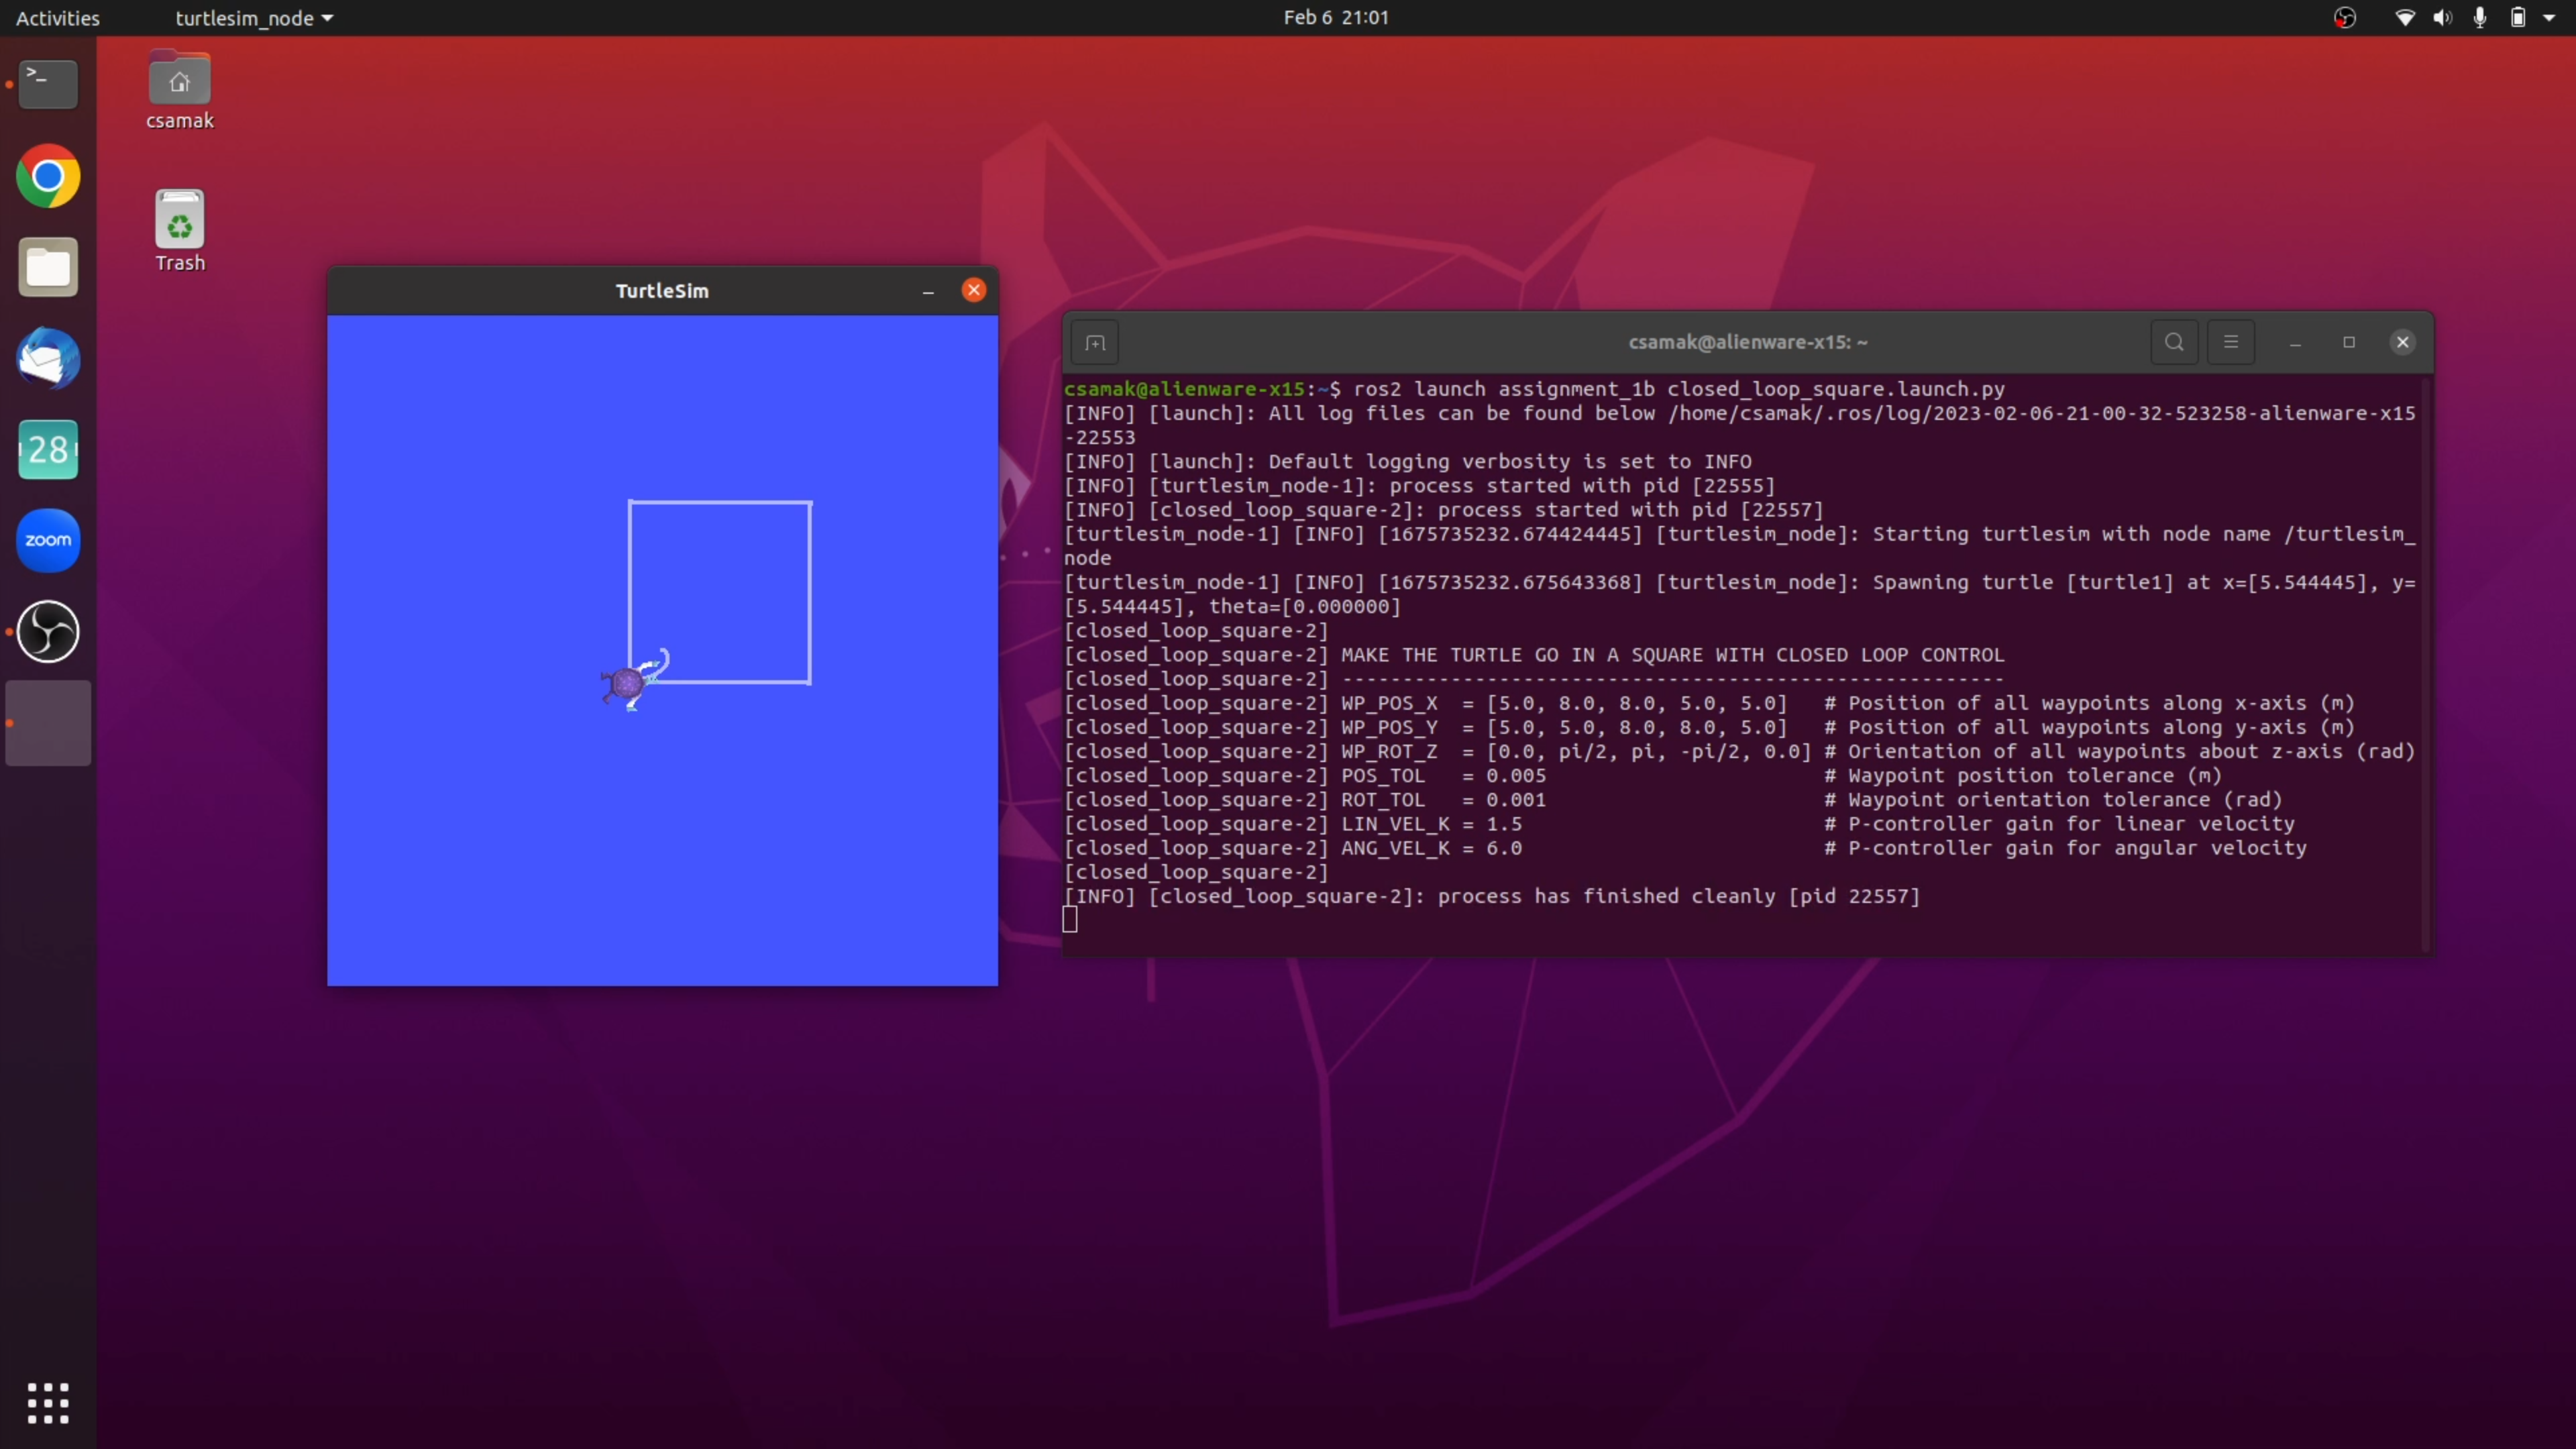 Activities
turtlesim_node
Feb 6 21:01
csamak
Trash
28
zoom
TurtleSim
csamak@alienware-x15: ~
csamak@alienware-x15:~$ ros2 launch assignment_1b closed_loop_square.launch.py
[INFO] [launch]: All log files can be found below /home/csamak/.ros/log/2023-02-06-21-00-32-523258-alienware-x15
-22553
[INFO] [launch]: Default logging verbosity is set to INFO
[INFO] [turtlesim_node-1]: process started with pid [22555]
[INFO] [closed_loop_square-2]: process started with pid [22557]
[turtlesim_node-1] [INFO] [1675735232.674424445] [turtlesim_node]: Starting turtlesim with node name /turtlesim_
node
[turtlesim_node-1] [INFO] [1675735232.675643368] [turtlesim_node]: Spawning turtle [turtle1] at x=[5.544445], y=
[5.544445], theta=[0.000000]
[closed_loop_square-2]
[closed_loop_square-2] MAKE THE TURTLE GO IN A SQUARE WITH CLOSED LOOP CONTROL
[closed_loop_square-2] -------------------------------------------------------
[closed_loop_square-2] WP_POS_X  = [5.0, 8.0, 8.0, 5.0, 5.0]   # Position of all waypoints along x-axis (m)
[closed_loop_square-2] WP_POS_Y  = [5.0, 5.0, 8.0, 8.0, 5.0]   # Position of all waypoints along y-axis (m)
[closed_loop_square-2] WP_ROT_Z  = [0.0, pi/2, pi, -pi/2, 0.0] # Orientation of all waypoints about z-axis (rad)
[closed_loop_square-2] POS_TOL   = 0.005                       # Waypoint position tolerance (m)
[closed_loop_square-2] ROT_TOL   = 0.001                       # Waypoint orientation tolerance (rad)
[closed_loop_square-2] LIN_VEL_K = 1.5                         # P-controller gain for linear velocity
[closed_loop_square-2] ANG_VEL_K = 6.0                         # P-controller gain for angular velocity
[closed_loop_square-2]
[INFO] [closed_loop_square-2]: process has finished cleanly [pid 22557]